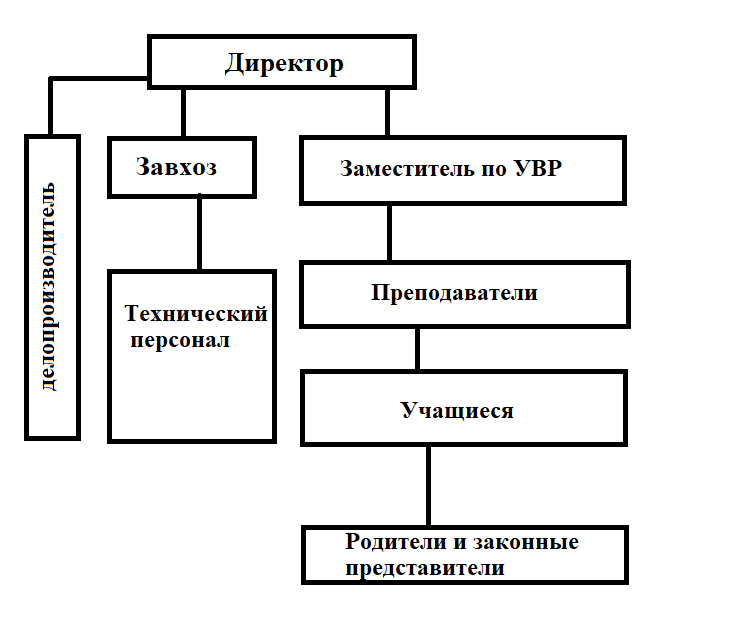 Директор
делопроизводитель
Завхоз
Заместитель по УВР
Технический
персонал
Преподаватели
Учащиеся
Родители и законные
представители